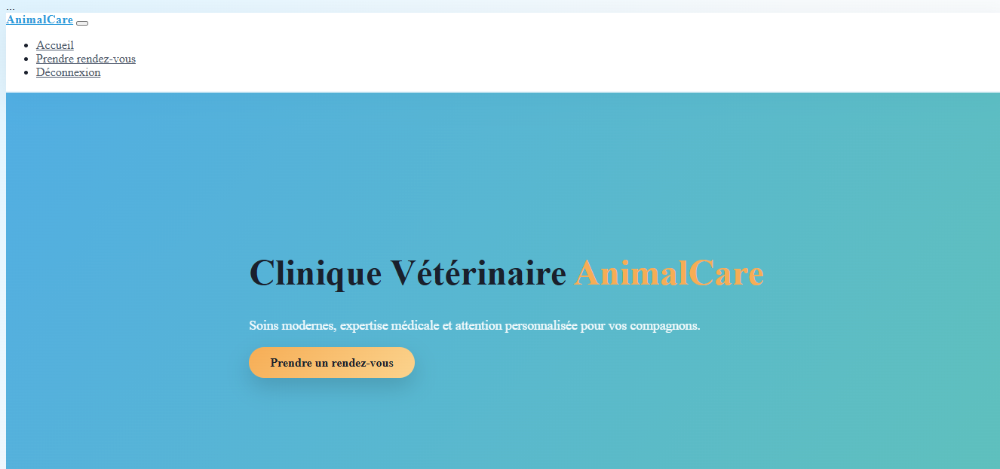 ...
AnimalCare
Accueil
Prendre rendez-vous
Déconnexion
Clinique Vétérinaire AnimalCare
Soins modernes, expertise médicale et attention personnalisée pour vos compagnons.
Prendre un rendez-vous